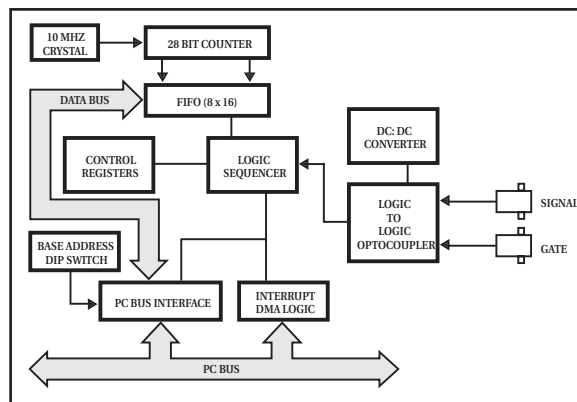 10 MHZ
CRYSTAL
28 BIT COUNTER
DATA BUS
FIFO (8 x 16)
DC: DC
CONVERTER
CONTROL
REGISTERS
LOGIC
SEQUENCER
LOGIC
TO
LOGIC
OPTOCOUPLER
SIGNAL
GATE
BASE ADDRESS
DIP SWITCH
PC BUS INTERFACE
INTERRUPT
DMA LOGIC
PC BUS